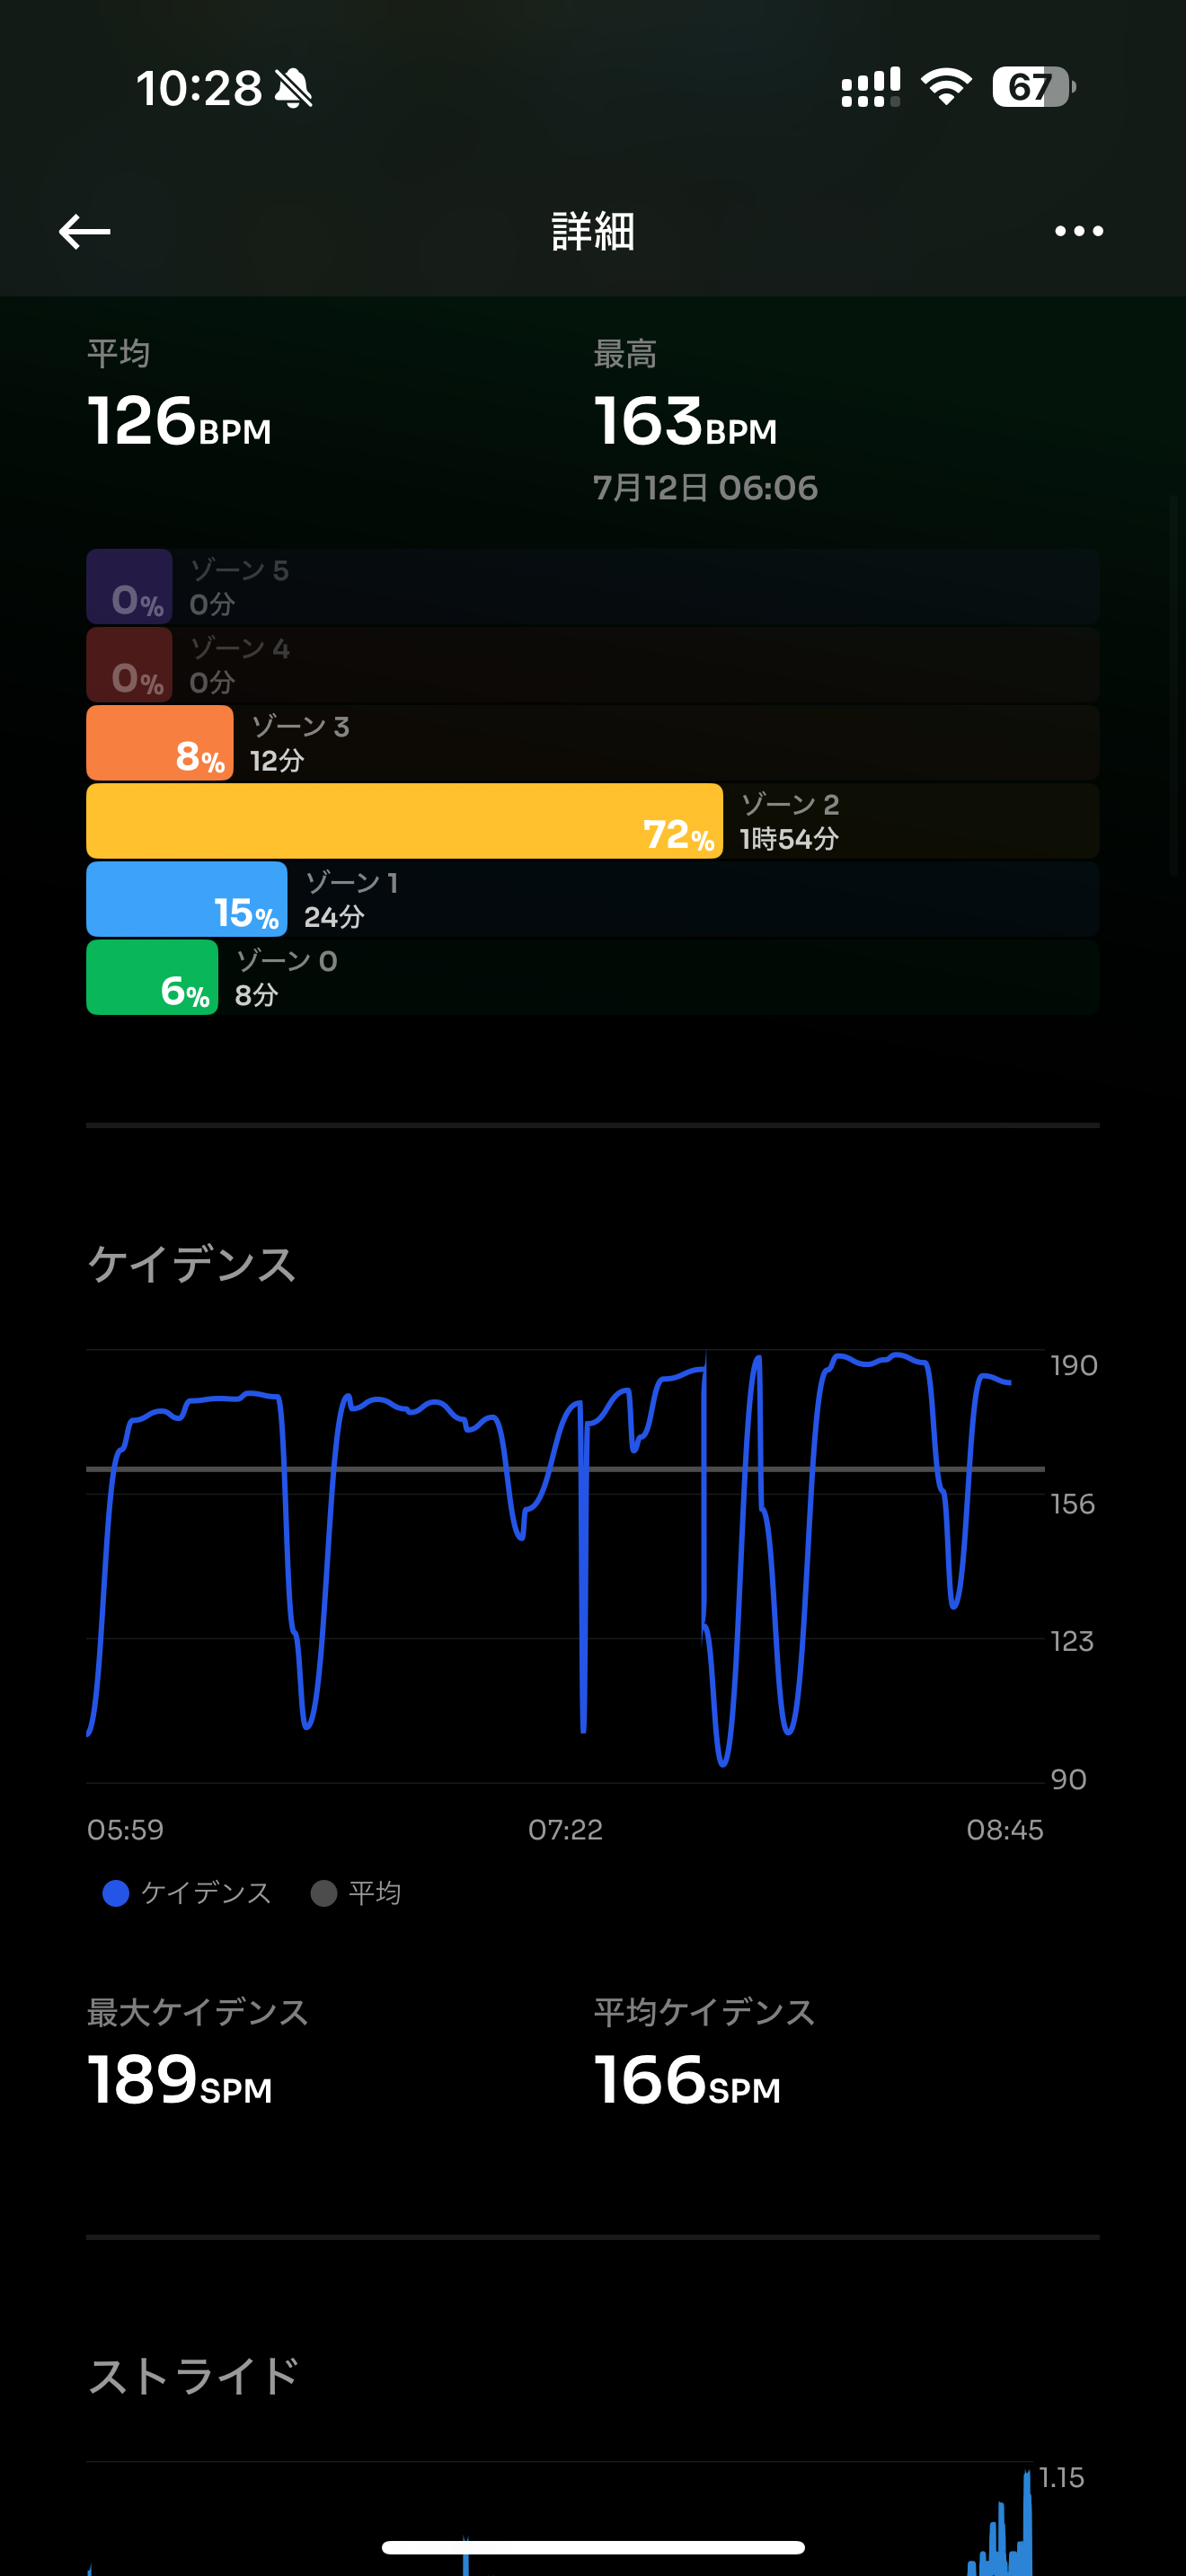 10:28
67
詳細
平均
最高
126BPM
163BPM
7月12日 06:06
ゾーン 5
0%
0分
ゾーン 4
0%
0分
ゾーン 3
8%
12分
ゾーン 2
72%
1時54分
ゾーン 1
15%
24分
ゾーン 0
6%
8分
ケイデンス
190
156
123
90
05:59
07:22
08:45
ケイデンス
平均
最大ケイデンス
平均ケイデンス
189SPM
166SPM
ストライド
1.15